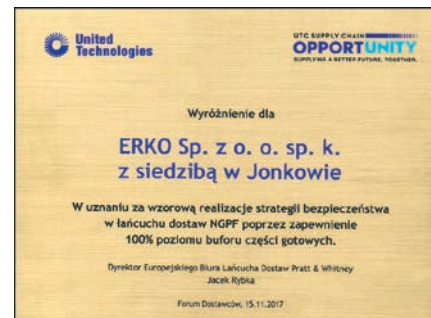 United
Technologies
UTC SUPPLY CHAIN
OPPORTUNITY
SUPPLYING A BETTER FUTURE, TOGETHER.
Wyróżnienie dla
ERKO Sp. z o. o. sp. k.
z siedzibą w Jonkowie
W uznaniu za wzorową realizacje strategii bezpieczeństwa
w łańcuchu dostaw NGPF poprzez zapewnienie
100% poziomu buforu części gotowych.
Dyrektor Europejskiego Biura Łańcucha Dostaw Pratt & Whitney
Jacek Rybka
Forum Dostawców, 15.11.2017